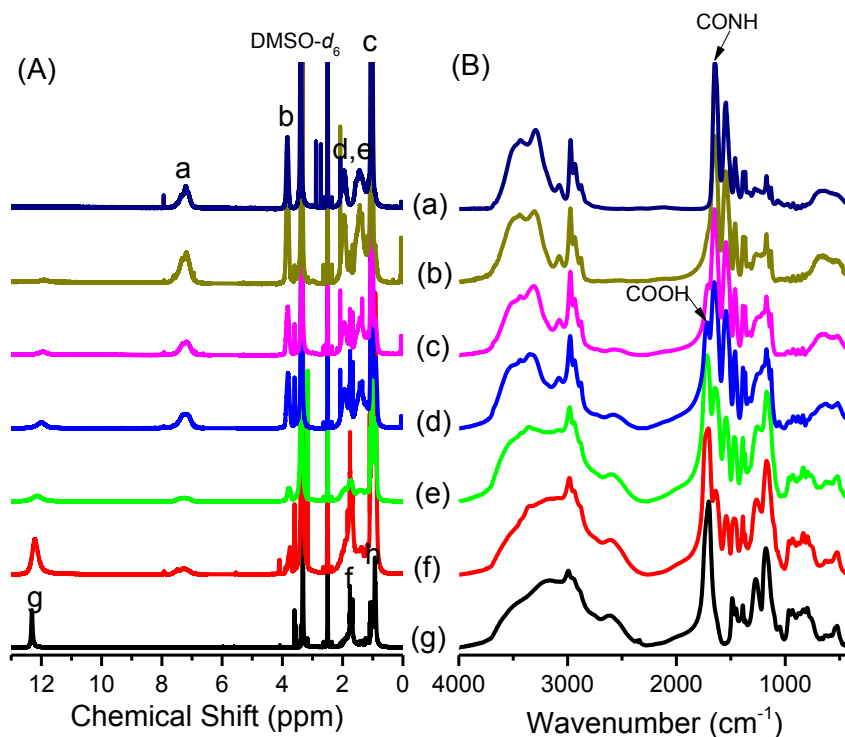 (A)
DMSO-d6
c
b
a
d,e
g
f
h
12 10 8 6 4 2 0
Chemical Shift (ppm)
(a)
(b)
(c)
(d)
(e)
(f)
(g)
(B)
CONH
COOH
4000 3000 2000 1000
Wavenumber (cm-1)